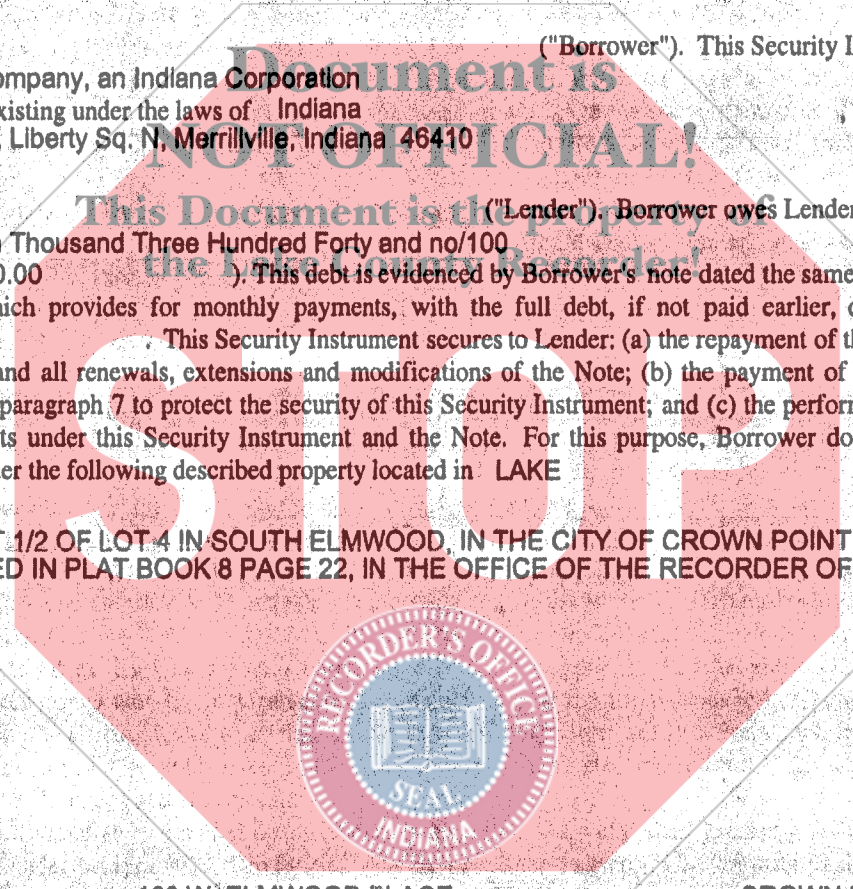 ("Borrower"). This Security I
ompany, an Indiana Corporation
xisting under the laws of Indiana
, Liberty Sq. N, Merrillville, Indiana 46410
("Lender"). Borrower owes Lender
Thousand Three Hundred Forty and no/100
0.00 ). This debt is evidenced by Borrower's note dated the same
ich provides for monthly payments, with the full debt, if not paid earlier,
. This Security Instrument secures to Lender: (a) the repayment of th
and all renewals, extensions and modifications of the Note; (b) the payment of
paragraph 7 to protect the security of this Security Instrument; and (c) the perform
ts under this Security Instrument and the Note. For this purpose, Borrower do
er the following described property located in LAKE
1/2 OF LOT 4 IN SOUTH ELMWOOD, IN THE CITY OF CROWN POINT
ED IN PLAT BOOK 8 PAGE 22, IN THE OFFICE OF THE RECORDER OF
Document is
NOT OFFICIAL!
This Document is the property of
the Lake County Recorder!
STOP
RECORDER'S OFFICE
SEAL
INDIANA